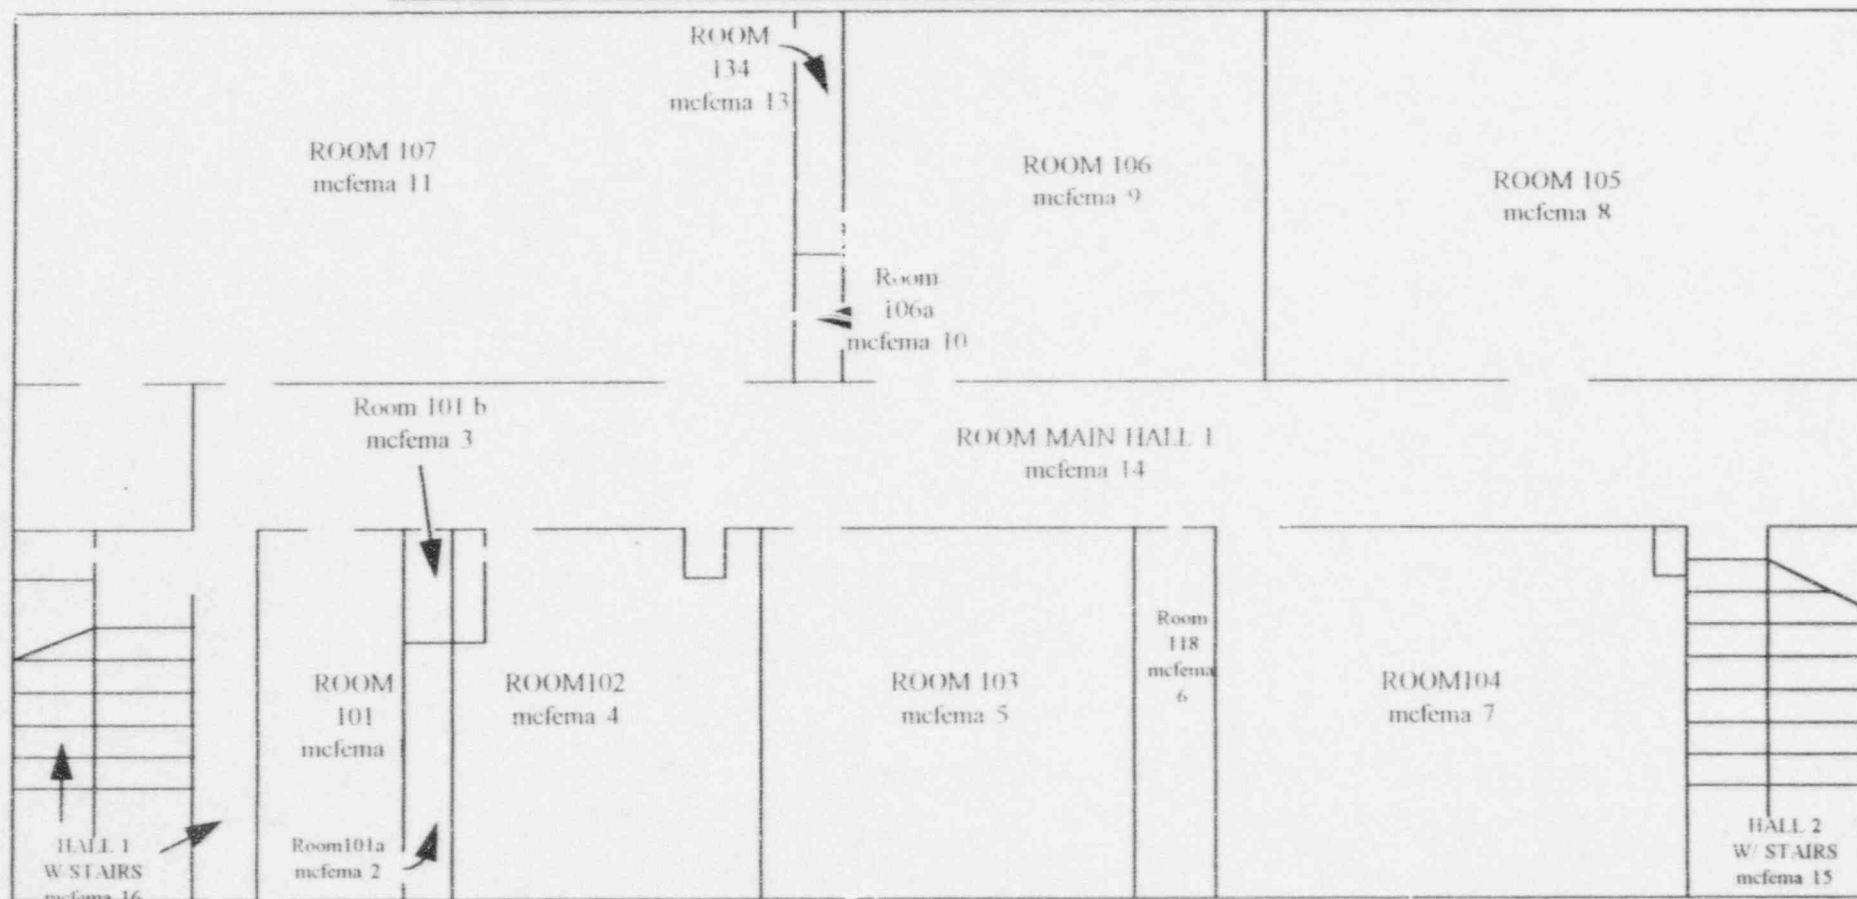 ROOM
134
mcfema 13
ROOM 107
mcfema 11
ROOM 106
mcfema 9
ROOM 105
mcfema 8
Room
106a
mcfema 10
Room 101 b
mcfema 3
ROOM MAIN HALL 1
mcfema 14
Room
118
mcfema
6
ROOM
101
mcfema
ROOM102
mcfema 4
ROOM 103
mcfema 5
ROOM104
mcfema 7
HALL 1
W/ STAIRS
mcfema 16
Room101a
mcfema 2
HALL 2
W/ STAIRS
mcfema 15